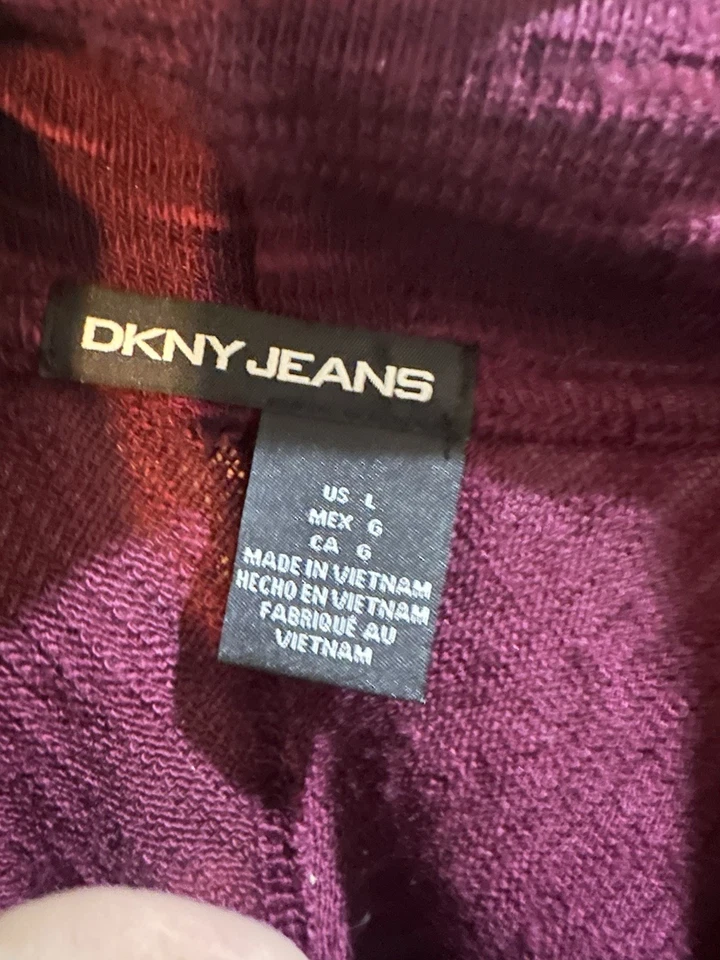 DKNY JEANS
US L
MEX G
CA G
MADE IN VIETNAM
HECHO EN VIETNAM
FABRIQUÉ AU
VIETNAM